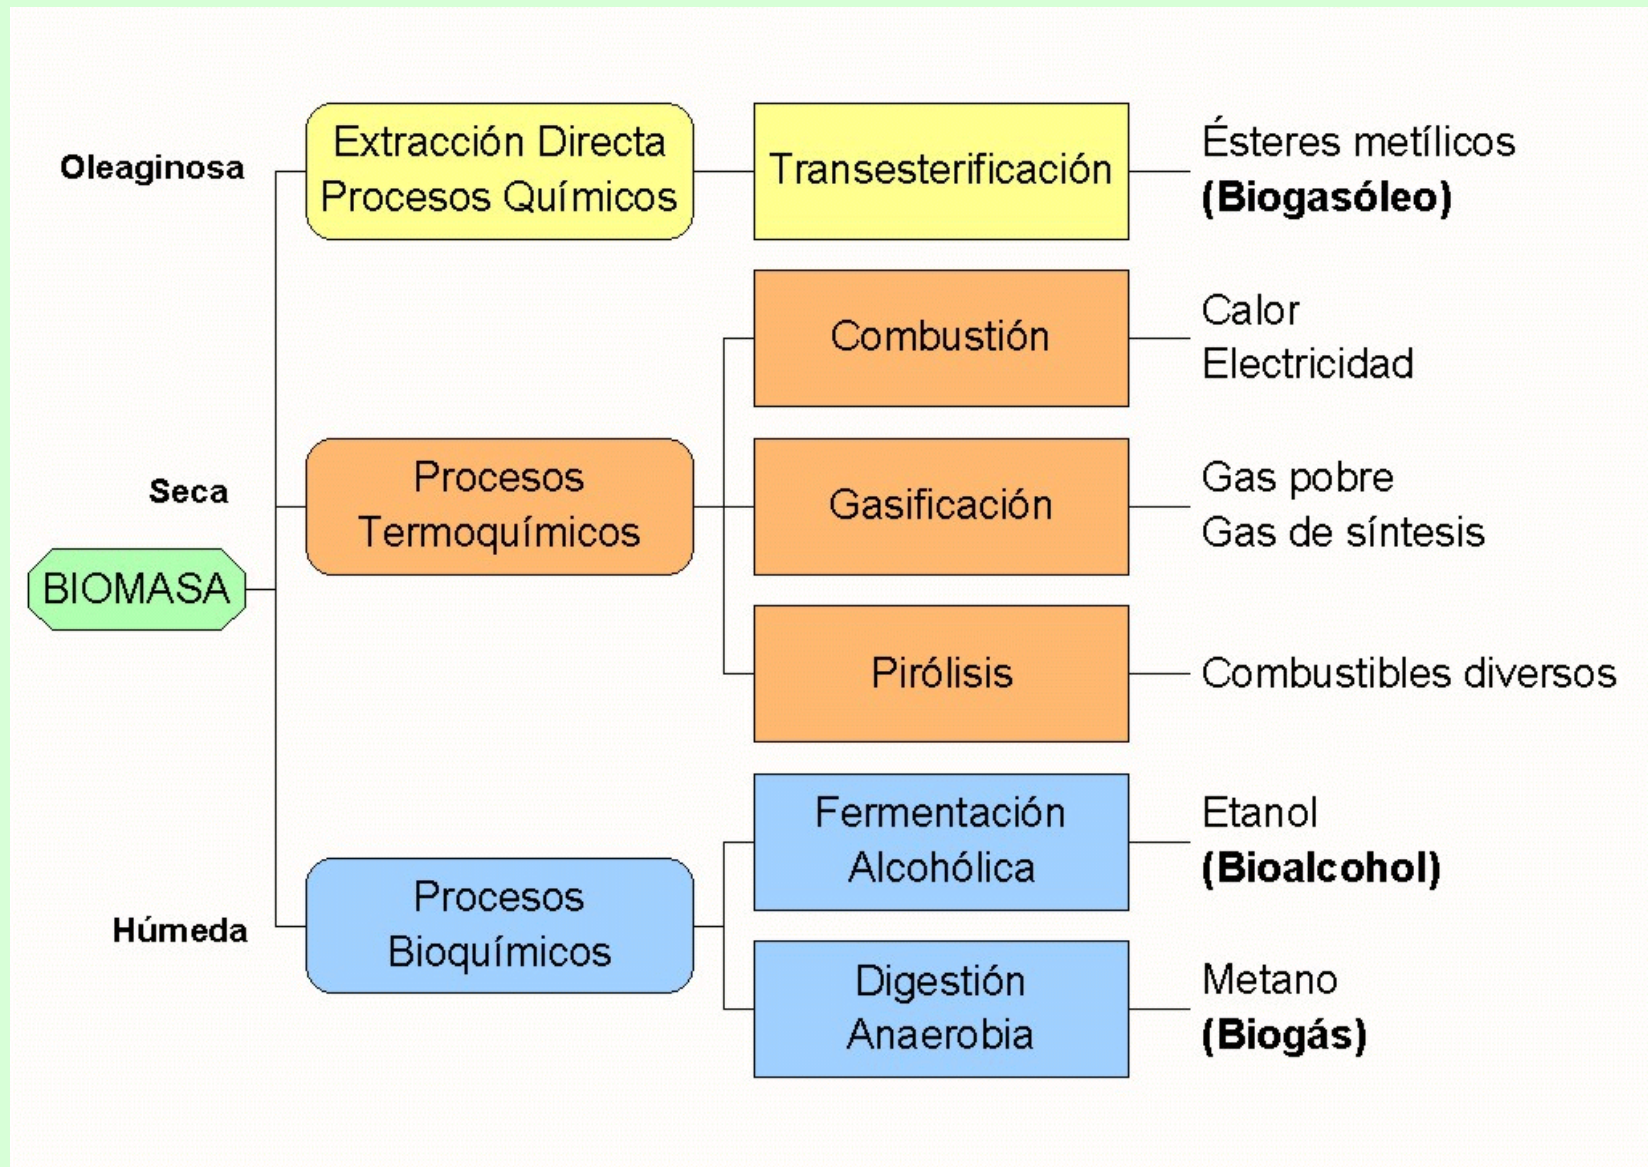 Oleaginosa
Extracción Directa
Procesos Químicos
Transesterificación
Ésteres metílicos
(Biogasóleo)
Combustión
Calor
Electricidad
Seca
Procesos
Termoquímicos
Gasificación
Gas pobre
Gas de síntesis
BIOMASA
Pirólisis
Combustibles diversos
Húmeda
Procesos
Bioquímicos
Fermentación
Alcohólica
Etanol
(Bioalcohol)
Digestión
Anaerobia
Metano
(Biogás)